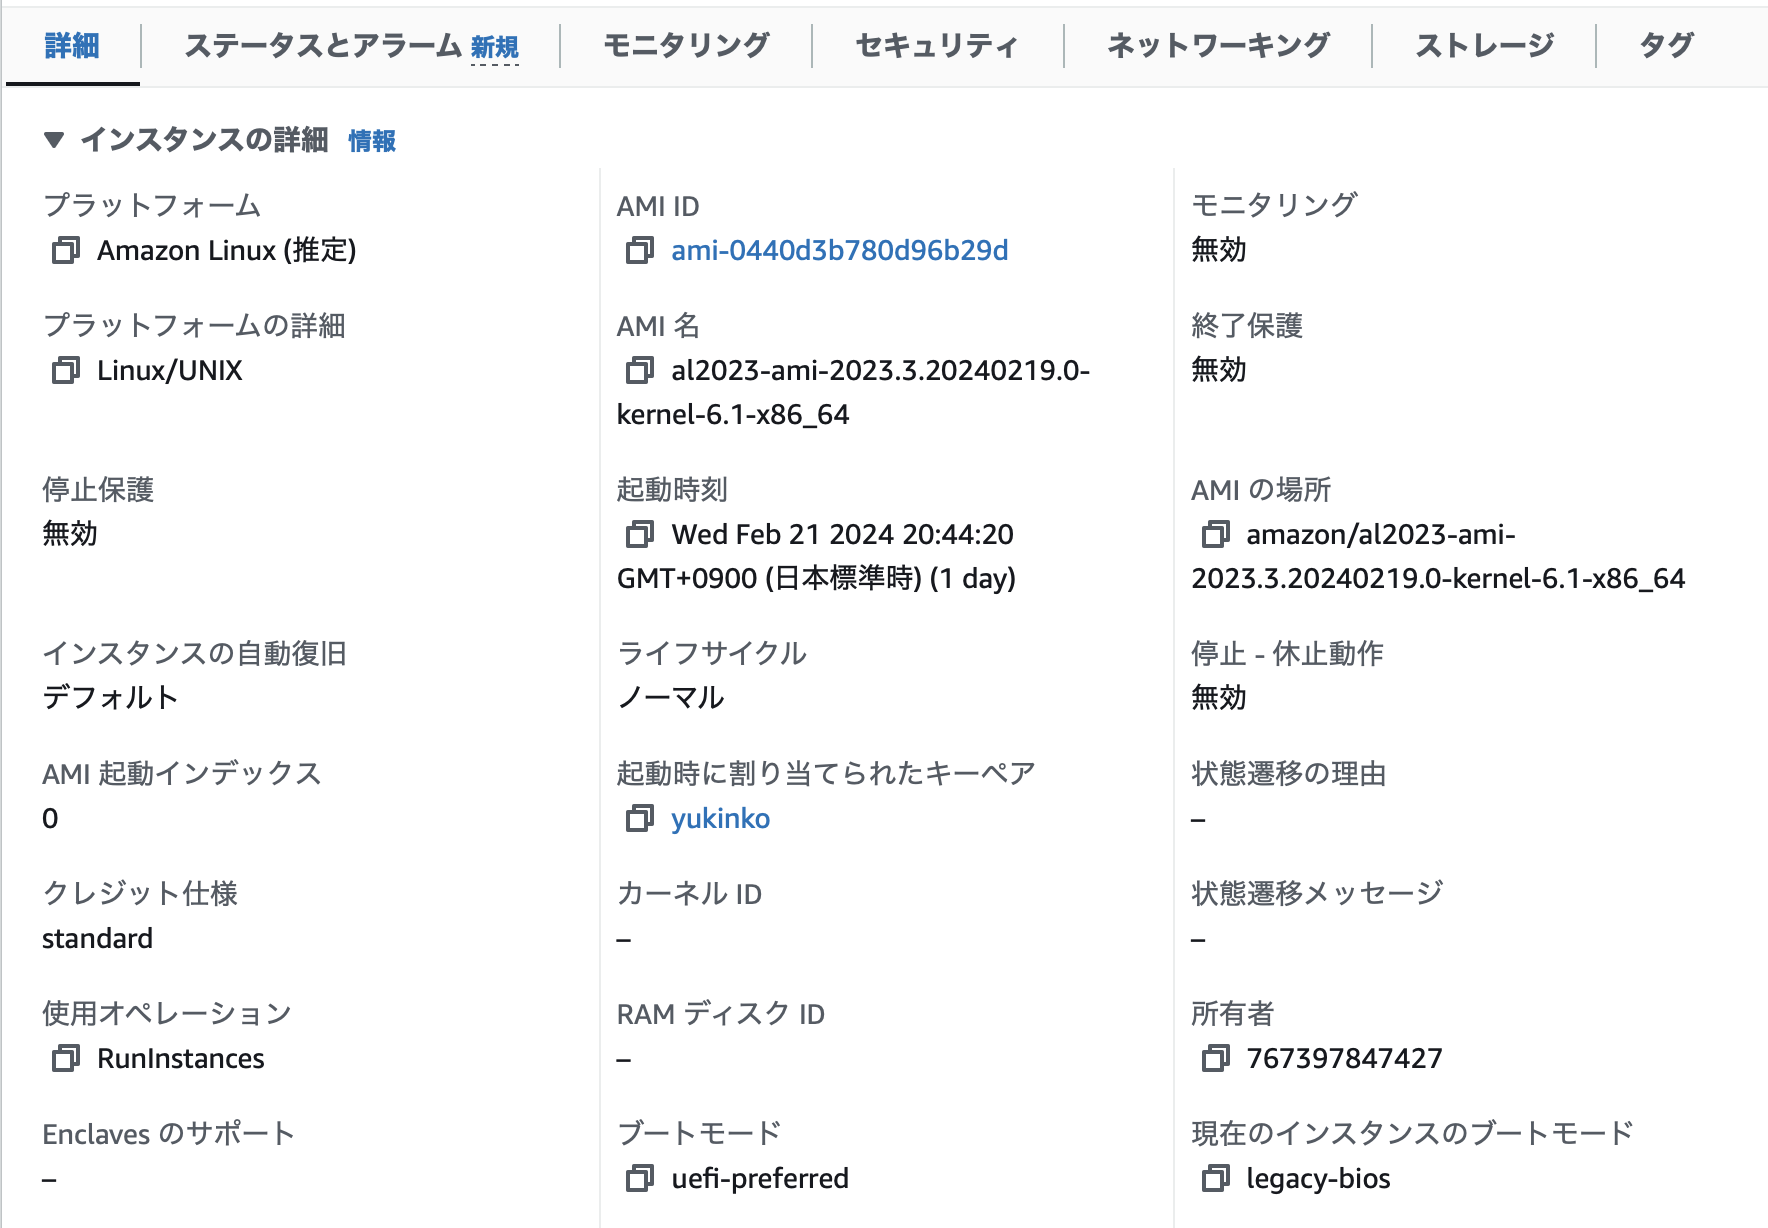 詳細
ステータスとアラーム 新規
モニタリング
セキュリティ
ネットワーキング
ストレージ
タグ
▼ インスタンスの詳細 情報
プラットフォーム
Amazon Linux (推定)
AMI ID
ami-0440d3b780d96b29d
モニタリング
無効
プラットフォームの詳細
Linux/UNIX
AMI 名
al2023-ami-2023.3.20240219.0-
kernel-6.1-x86_64
終了保護
無効
停止保護
無効
起動時刻
Wed Feb 21 2024 20:44:20
GMT+0900 (日本標準時) (1 day)
AMI の場所
amazon/al2023-ami-
2023.3.20240219.0-kernel-6.1-x86_64
インスタンスの自動復旧
デフォルト
ライフサイクル
ノーマル
停止 - 休止動作
無効
AMI 起動インデックス
0
起動時に割り当てられたキーペア
yukinko
状態遷移の理由
–
クレジット仕様
standard
カーネル ID
–
状態遷移メッセージ
–
使用オペレーション
RunInstances
RAM ディスク ID
–
所有者
767397847427
Enclaves のサポート
–
ブートモード
uefi-preferred
現在のインスタンスのブートモード
legacy-bios